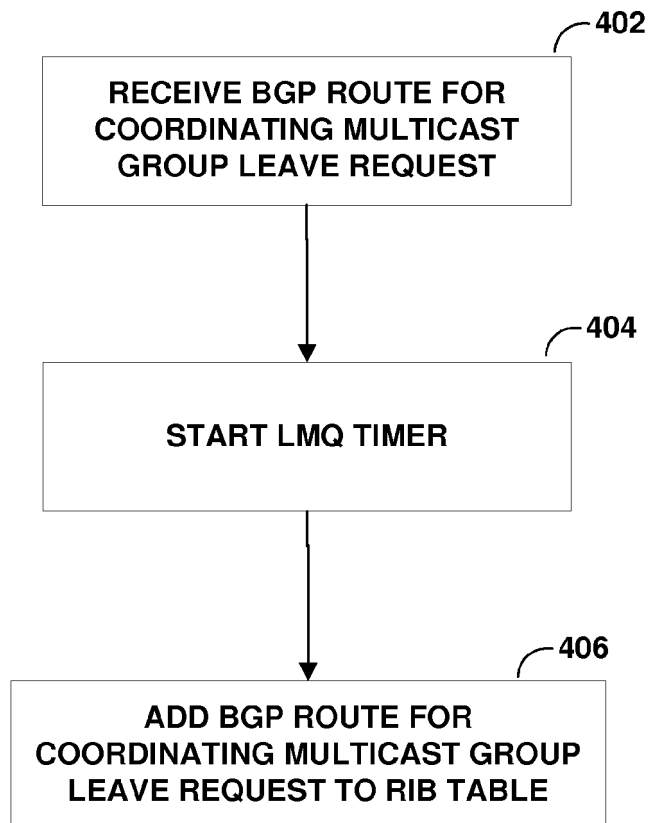 402
RECEIVE BGP ROUTE FOR
COORDINATING MULTICAST
GROUP LEAVE REQUEST
404
START LMQ TIMER
406
ADD BGP ROUTE FOR
COORDINATING MULTICAST GROUP
LEAVE REQUEST TO RIB TABLE